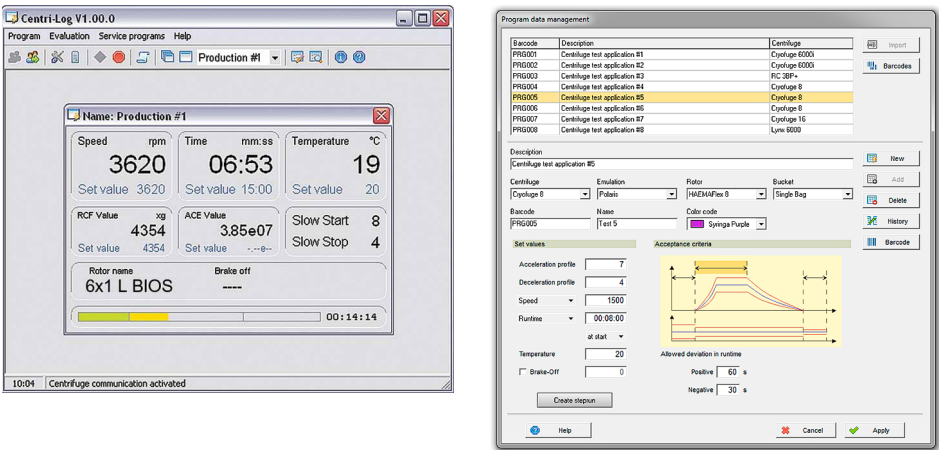 Centri-Log V1.00.0
Program Evaluation Service programs Help
Production #1
Name: Production #1
Speed rpm
3620
Set value 3620
Time mm:ss
06:53
Set value 15:00
Temperature °C
19
Set value 20
RCF Value xg
4354
Set value 4354
ACE Value
3.85e07
Set value -.--e--
Slow Start 8
Slow Stop 4
Rotor name
6x1 L BIOS
Brake off
----
00:14:14
10:04 Centrifuge communication activated
Program data management
Barcode Description Centrifuge
PRG001 Centrifuge test application #1 Cryofuge 6000i
PRG002 Centrifuge test application #2 Cryofuge 6000i
PRG003 Centrifuge test application #3 RC 3BP+
PRG004 Centrifuge test application #4 Cryofuge 8
PRG005 Centrifuge test application #5 Cryofuge 8
PRG006 Centrifuge test application #6 Cryofuge 8
PRG007 Centrifuge test application #7 Cryofuge 16
PRG008 Centrifuge test application #8 Lynx 6000
Import
Barcodes
Description
Centrifuge test application #5
Centrifuge Emulation Rotor Bucket
Cryofuge 8 Polaris HAEMAFlex 8 Single Bag
Barcode Name Color code
PRG005 Test 5 Syringa Purple
New
Add
Delete
History
Barcode
Set values
Acceleration profile 7
Deceleration profile 4
Speed 1500
Runtime 00:08:00
at start
Temperature 20
Brake-Off 0
Create steprun
Acceptance criteria
Allowed deviation in runtime
Positive 60 s
Negative 30 s
Help
Cancel
Apply